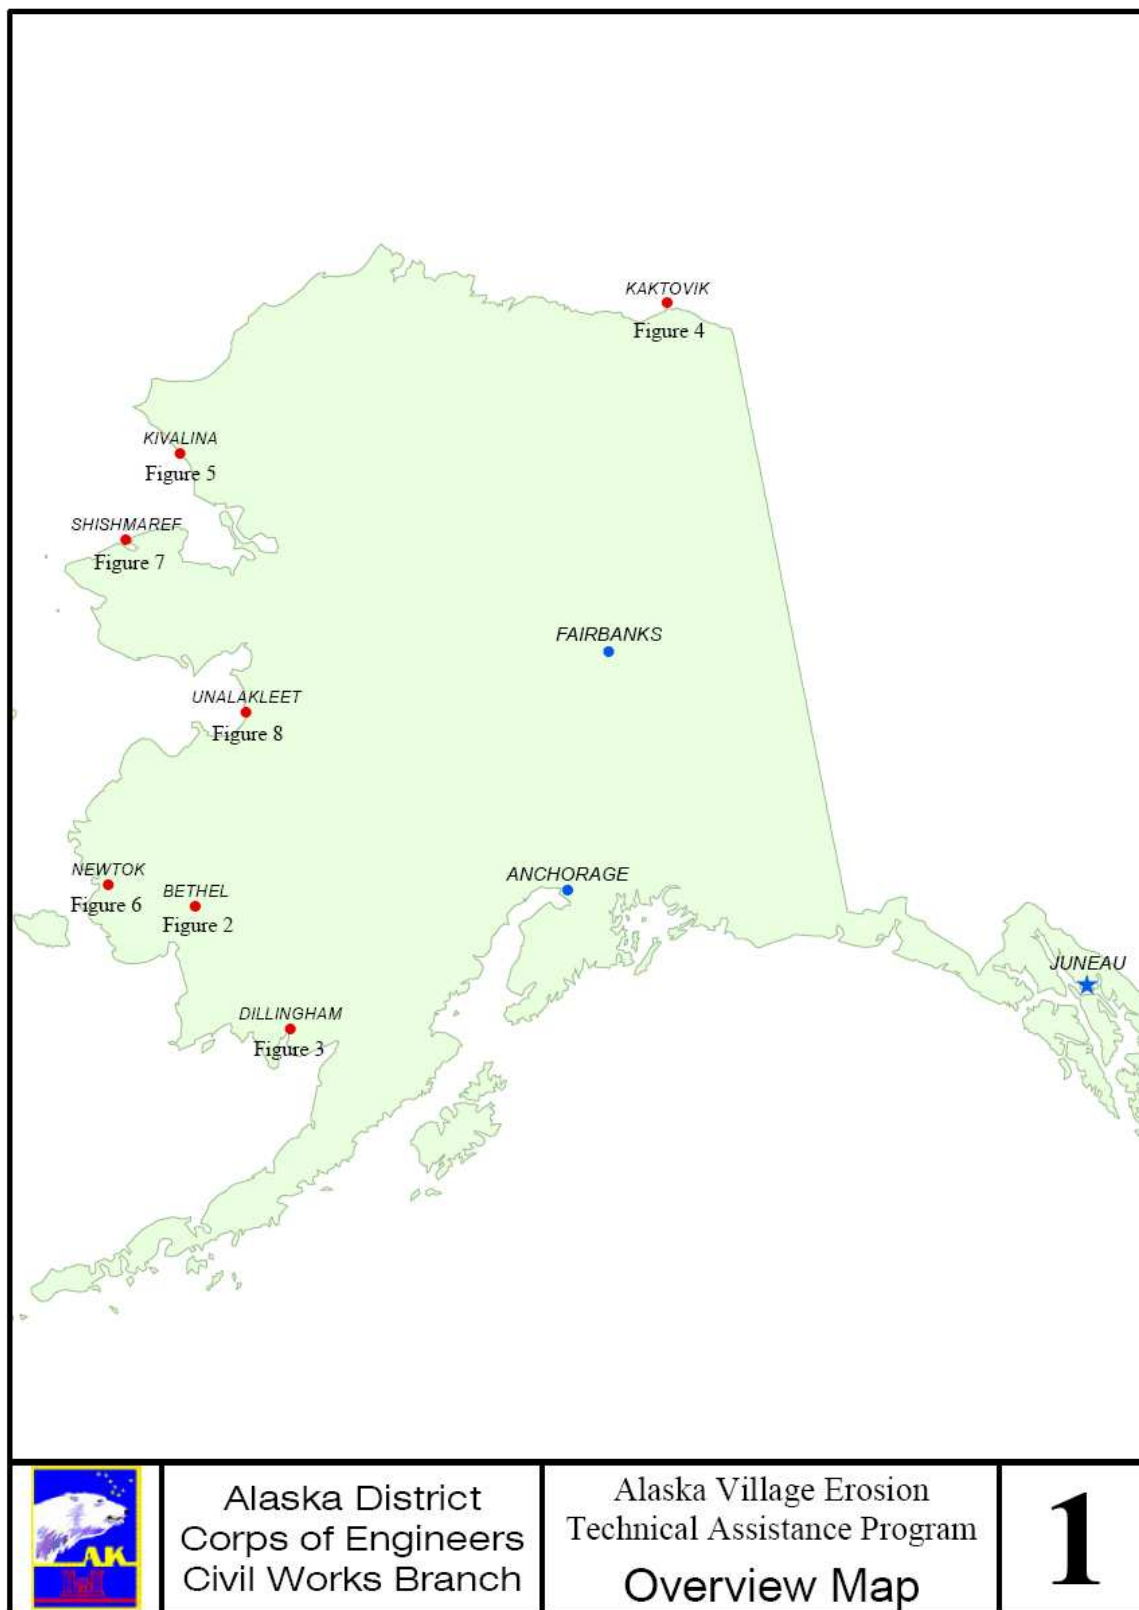 KAKTOVIK
Figure 4
KIVALINA
Figure 5
SHISHMAREF
Figure 7
FAIRBANKS
UNALAKLEET
Figure 8
NEWTOK
Figure 6
BETHEL
Figure 2
ANCHORAGE
JUNEAU
DILLINGHAM
Figure 3
AK
Alaska District
Corps of Engineers
Civil Works Branch
Alaska Village Erosion
Technical Assistance Program
Overview Map
1